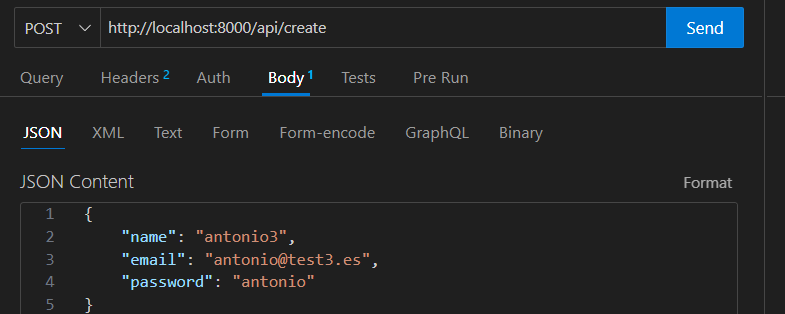 POST http://localhost:8000/api/create Send
Query Headers 2 Auth Body 1 Tests Pre Run
JSON XML Text Form Form-encode GraphQL Binary
JSON Content Format
1 {
2 "name": "antonio3",
3 "email": "antonio@test3.es",
4 "password": "antonio"
5 }